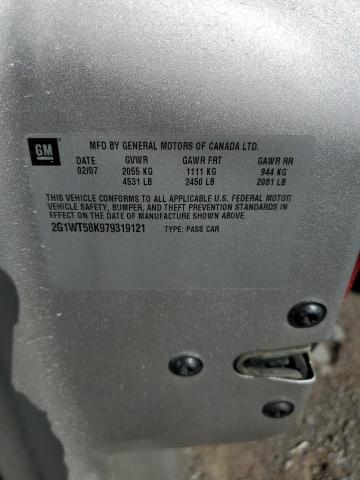 GM
MFD BY GENERAL MOTORS OF CANADA LTD.
DATE GVWR GAWR FRT GAWR RR
02/07 2055 KG 1111 KG 944 KG
4531 LB 2450 LB 2081 LB
THIS VEHICLE CONFORMS TO ALL APPLICABLE U.S. FEDERAL MOTOR
VEHICLE SAFETY, BUMPER, AND THEFT PREVENTION STANDARDS
IN EFFECT ON THE DATE OF MANUFACTURE SHOWN ABOVE.
2G1WT58K979319121 TYPE: PASS CAR